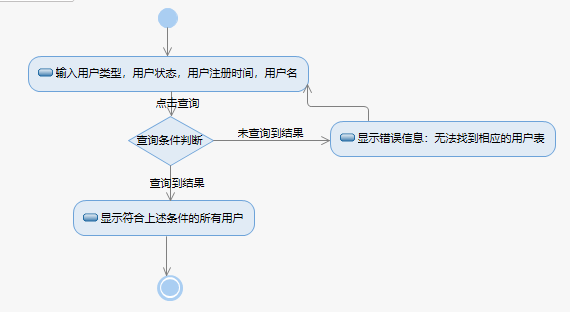 输入用户类型，用户状态，用户注册时间，用户名
点击查询
查询条件判断
未查询到结果
显示错误信息：无法找到相应的用户表
查询到结果
显示符合上述条件的所有用户